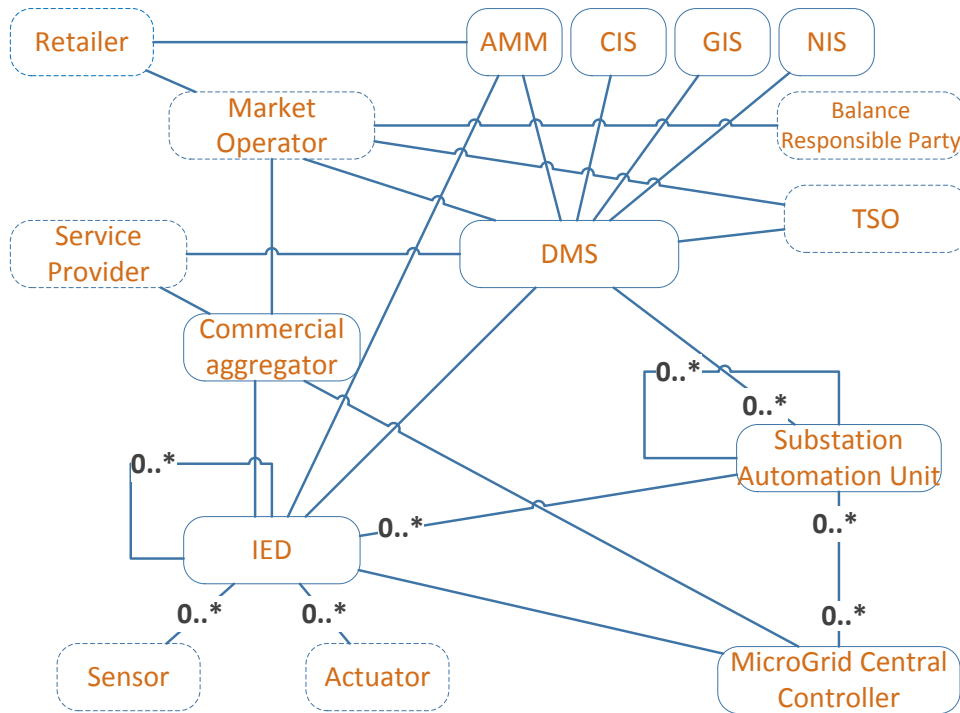 Retailer
AMM
CIS
GIS
NIS
Market
Operator
Balance
Responsible Party
TSO
Service
Provider
DMS
Commercial
aggregator
0..*
0..*
Substation
Automation Unit
0..*
0..*
IED
0..*
0..*
0..*
0..*
Sensor
Actuator
MicroGrid Central
Controller